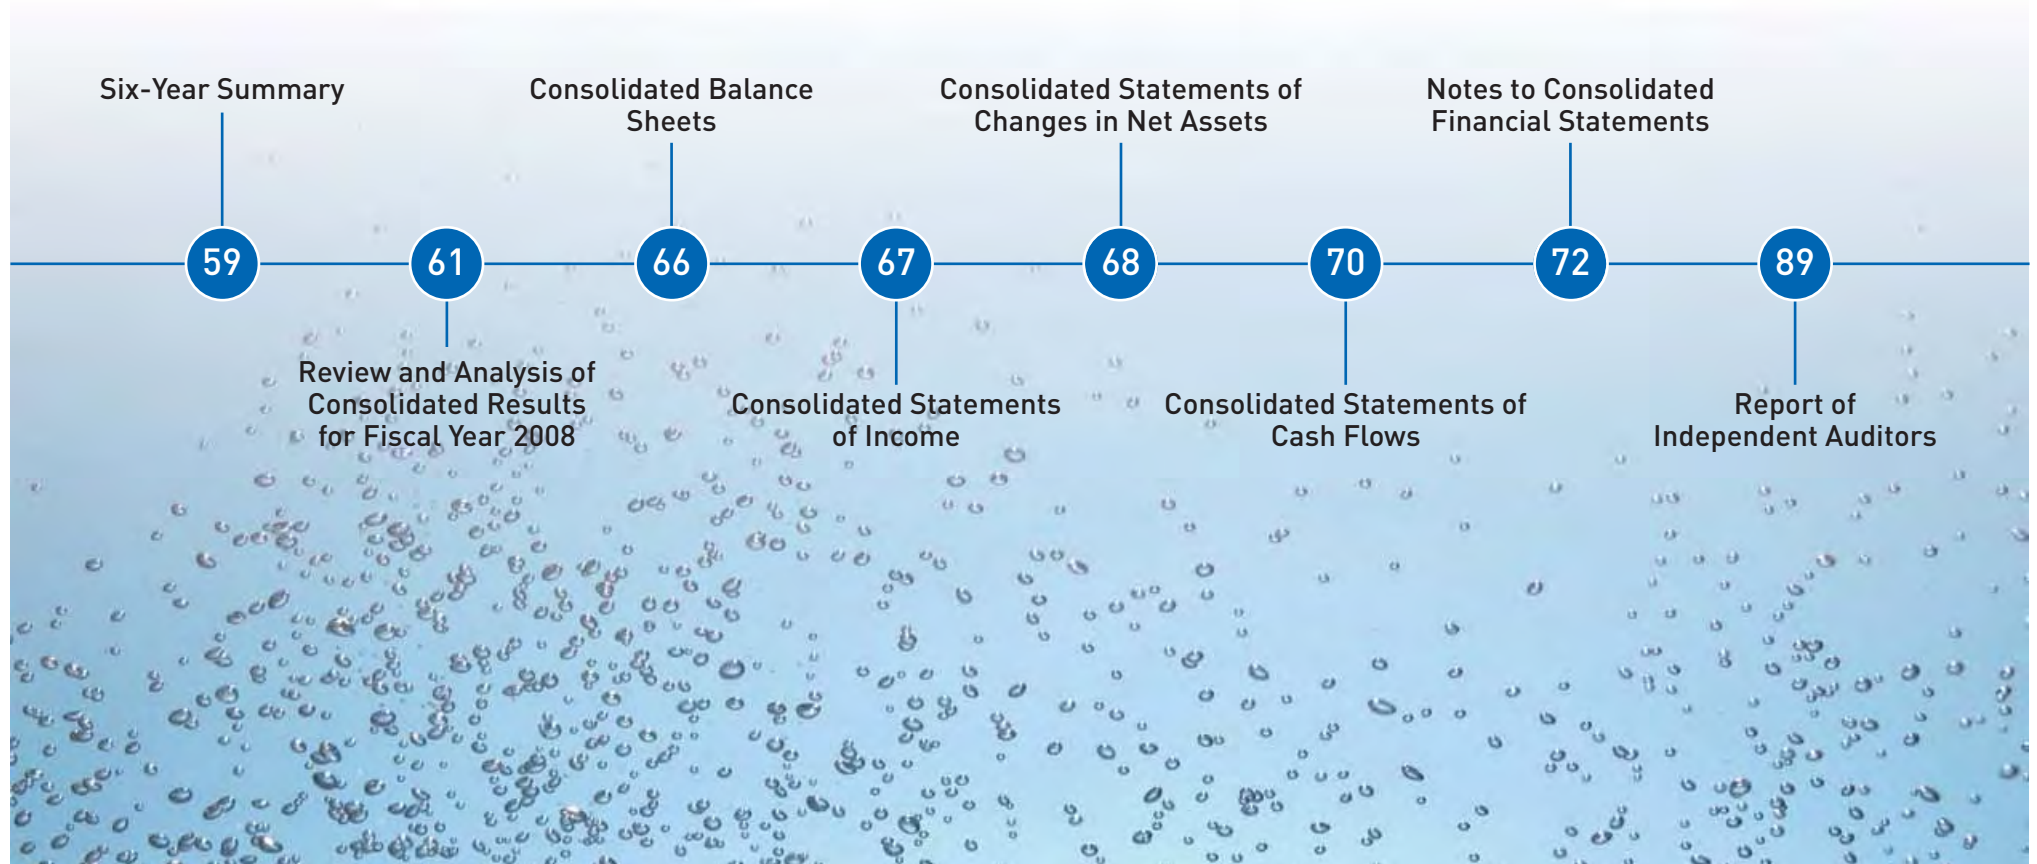 Six-Year Summary
Consolidated Balance
Sheets
Consolidated Statements of
Changes in Net Assets
Notes to Consolidated
Financial Statements
59
61
66
67
68
70
72
89
Review and Analysis of
Consolidated Results
for Fiscal Year 2008
Consolidated Statements
of Income
Consolidated Statements of
Cash Flows
Report of
Independent Auditors